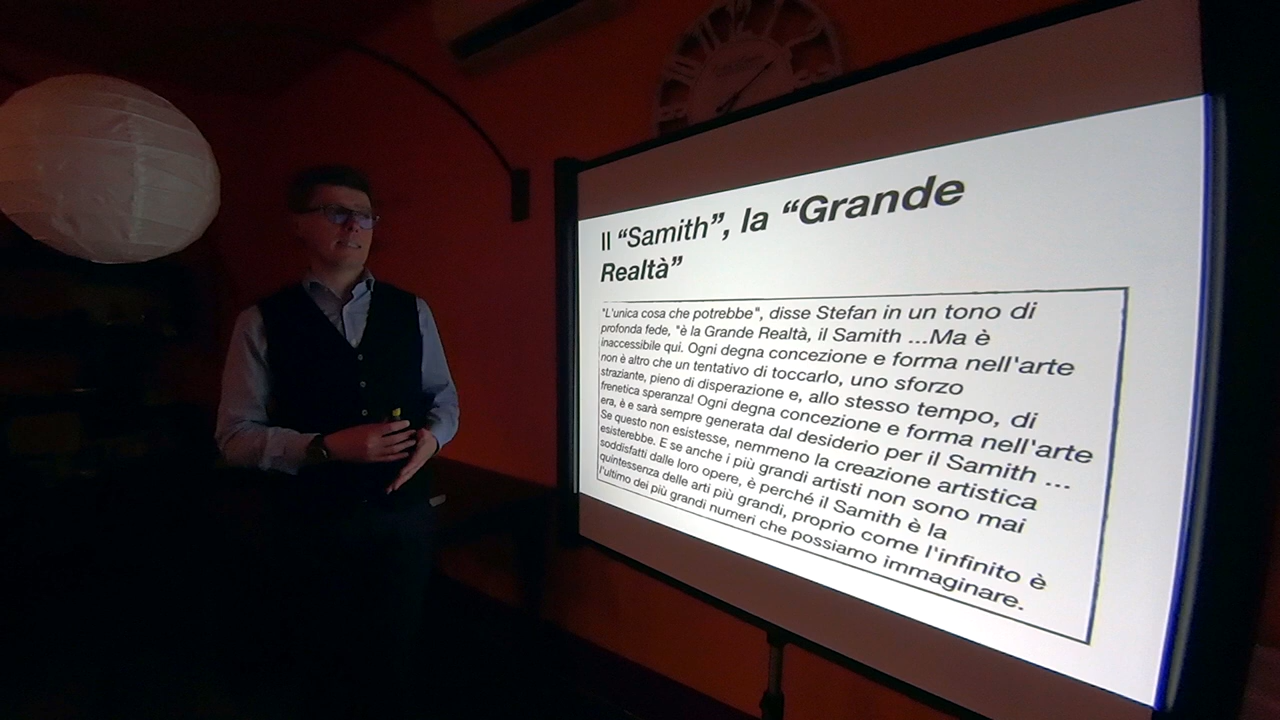 Il “Samith”, la “Grande
Realtà”
"L'unica cosa che potrebbe", disse Stefan in un tono di
profonda fede, "è la Grande Realtà, il Samith ...Ma è
inaccessibile qui. Ogni degna concezione e forma nell'arte
non è altro che un tentativo di toccarlo, uno sforzo
straziante, pieno di disperazione e, allo stesso tempo, di
frenetica speranza! Ogni degna concezione e forma nell'arte
era, è e sarà sempre generata dal desiderio per il Samith ...
Se questo non esistesse, nemmeno la creazione artistica
esisterebbe. E se anche i più grandi artisti non sono mai
soddisfatti dalle loro opere, è perché il Samith è la
quintessenza delle arti più grandi, proprio come l'infinito è
l'ultimo dei più grandi numeri che possiamo immaginare.